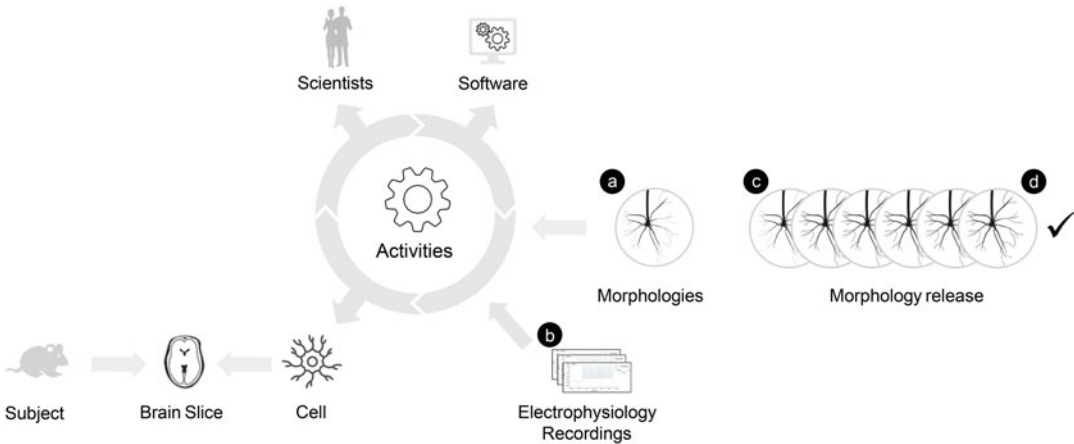 Scientists
Software
a
c
d
Activities
Morphologies
Morphology release
b
Subject
Brain Slice
Cell
Electrophysiology
Recordings